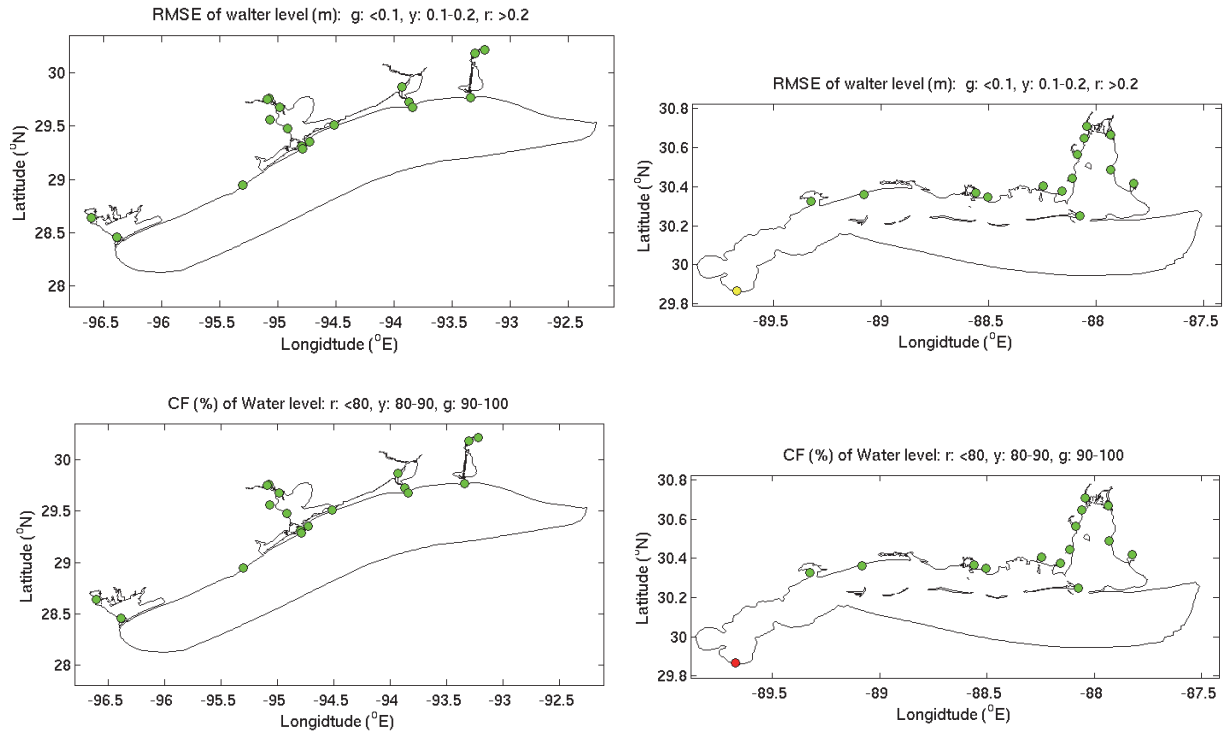 RMSE of walter level (m): g: <0.1, y: 0.1-0.2, r: >0.2
30
29.5
29
28.5
28
Latitude (°N)
-96.5 -96 -95.5 -95 -94.5 -94 -93.5 -93 -92.5
Longidtude (°E)
RMSE of walter level (m): g: <0.1, y: 0.1-0.2, r: >0.2
30.8
30.6
30.4
30.2
30
29.8
Latitude (°N)
-89.5 -89 -88.5 -88 -87.5
Longidtude (°E)
CF (%) of Water level: r: <80, y: 80-90, g: 90-100
30
29.5
29
28.5
28
Latitude (°N)
-96.5 -96 -95.5 -95 -94.5 -94 -93.5 -93 -92.5
Longidtude (°E)
CF (%) of Water level: r: <80, y: 80-90, g: 90-100
30.8
30.6
30.4
30.2
30
29.8
Latitude (°N)
-89.5 -89 -88.5 -88 -87.5
Longidtude (°E)